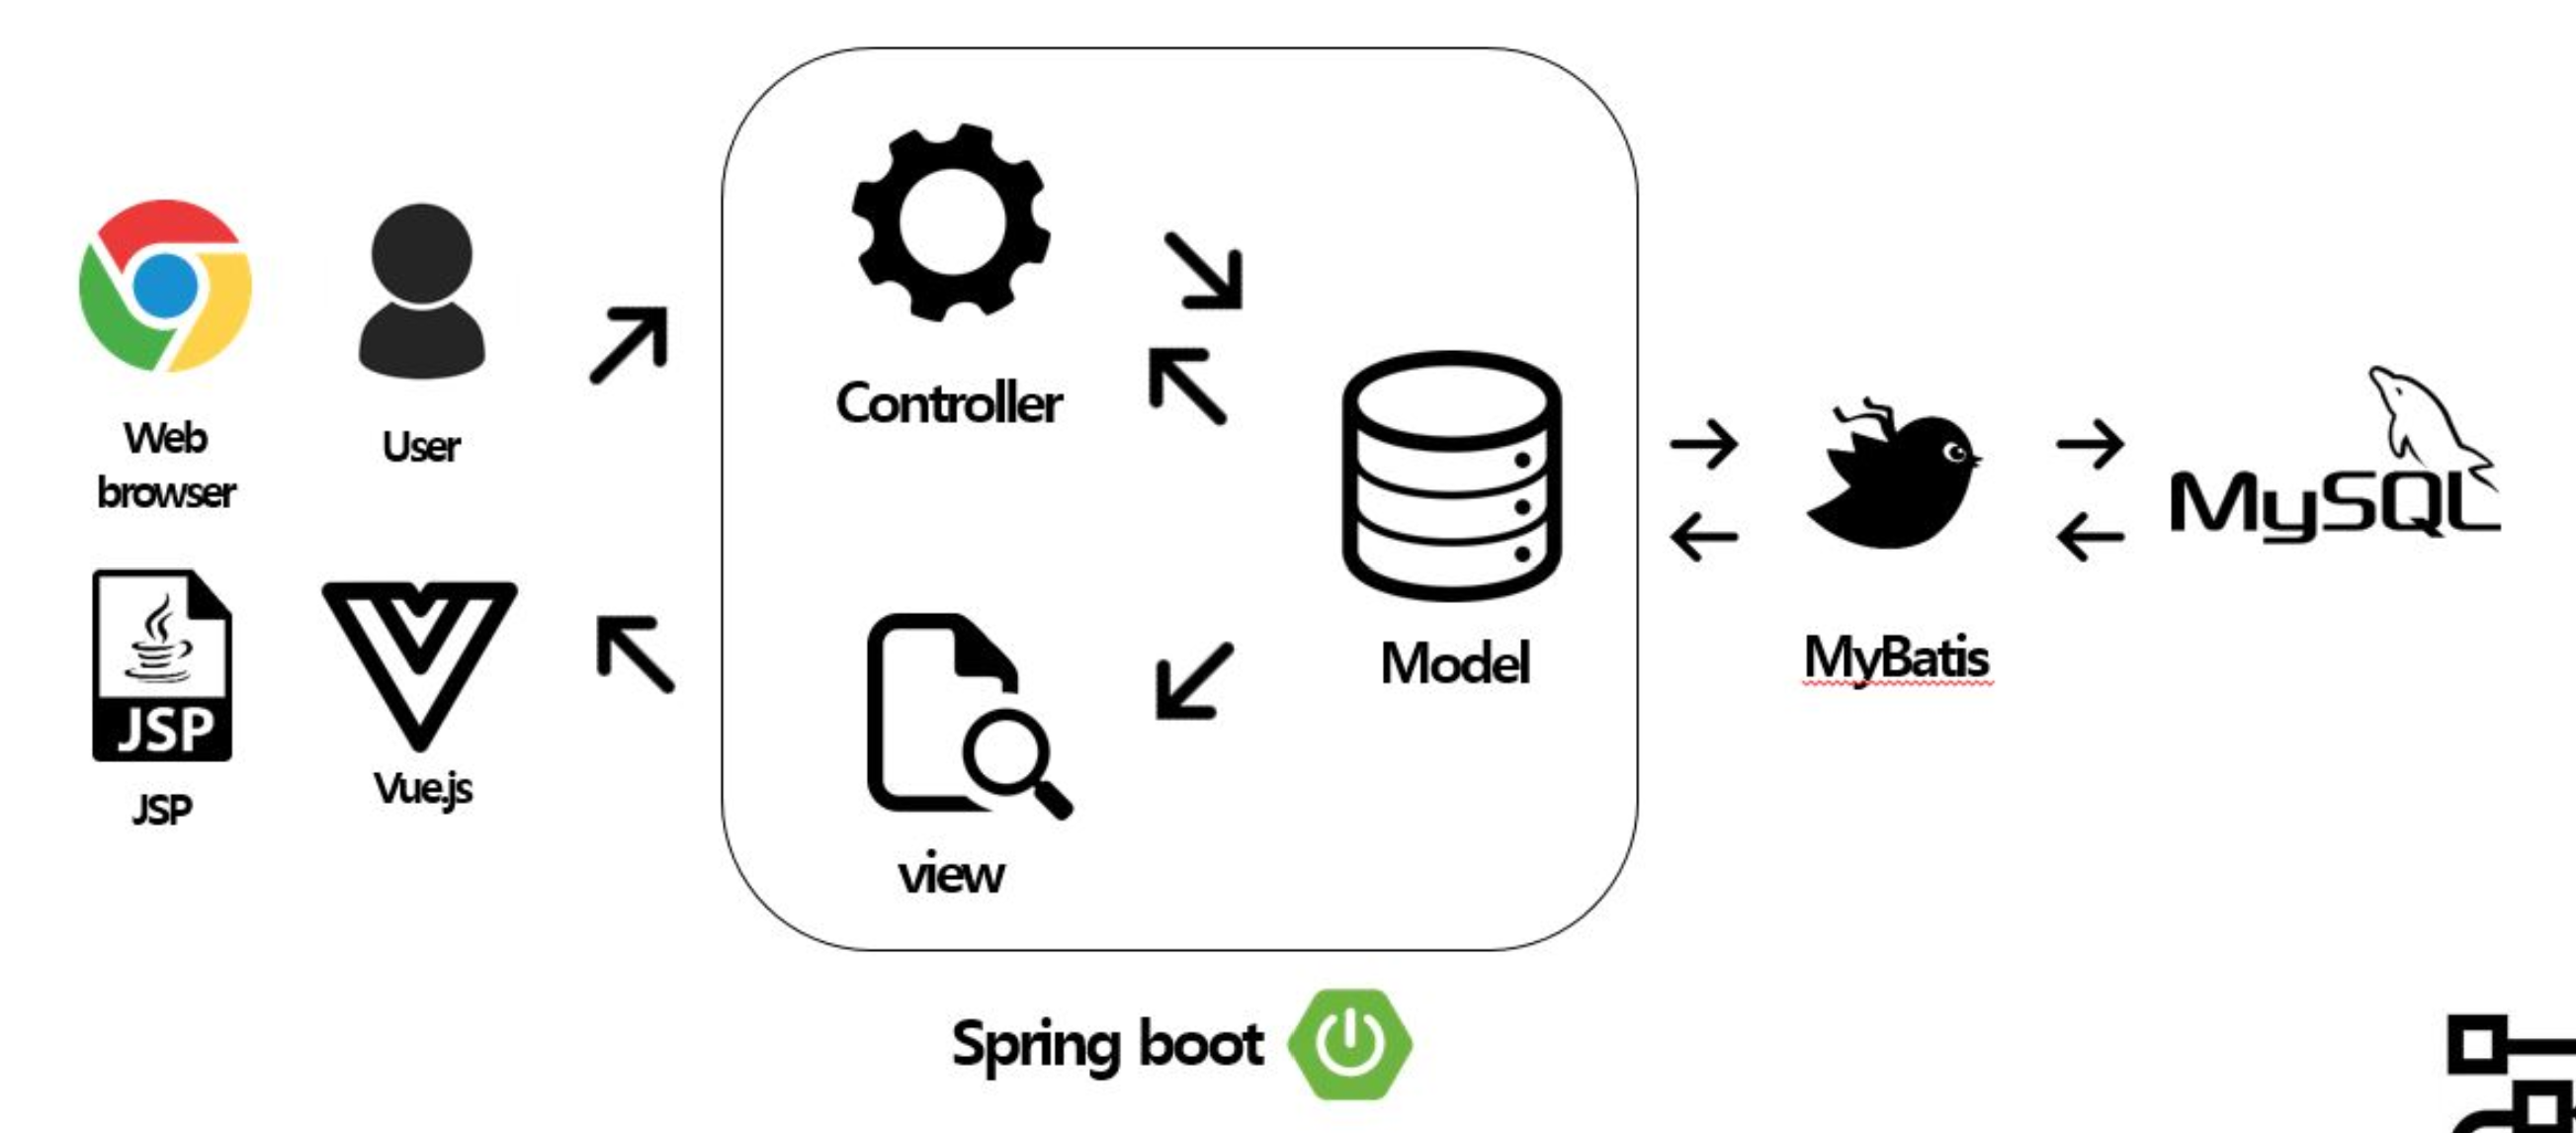 Web
browser
User
Controller
Model
MyBatis
MySQL
JSP
JSP
Vue.js
view
Spring boot